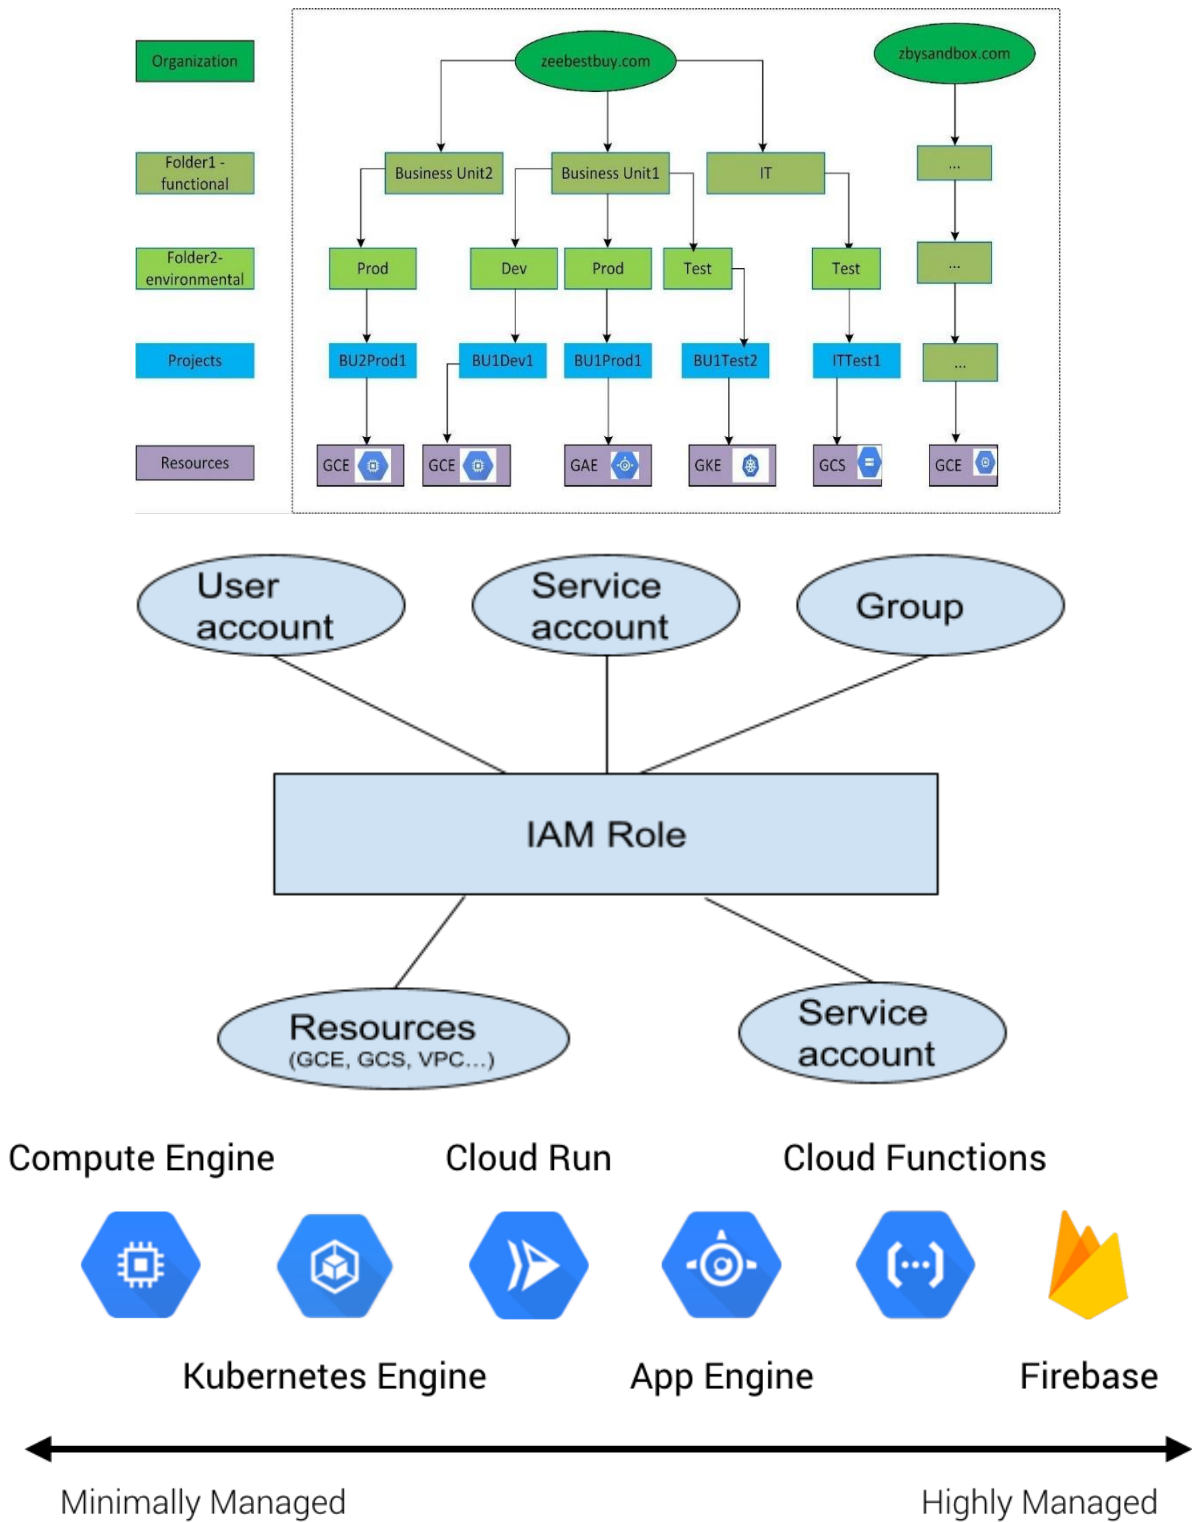 Organization
zeebestbuy.com
zbysandbox.com
Folder1 -
functional
Business Unit2
Business Unit1
IT
...
Folder2-
environmental
Prod
Dev
Prod
Test
Test
...
Projects
BU2Prod1
BU1Dev1
BU1Prod1
BU1Test2
ITTest1
...
Resources
GCE
GCE
GAE
GKE
GCS
GCE
User
account
Service
account
Group
IAM Role
Resources
(GCE, GCS, VPC...)
Service
account
Compute Engine
Cloud Run
Cloud Functions
Kubernetes Engine
App Engine
Firebase
Minimally Managed
Highly Managed